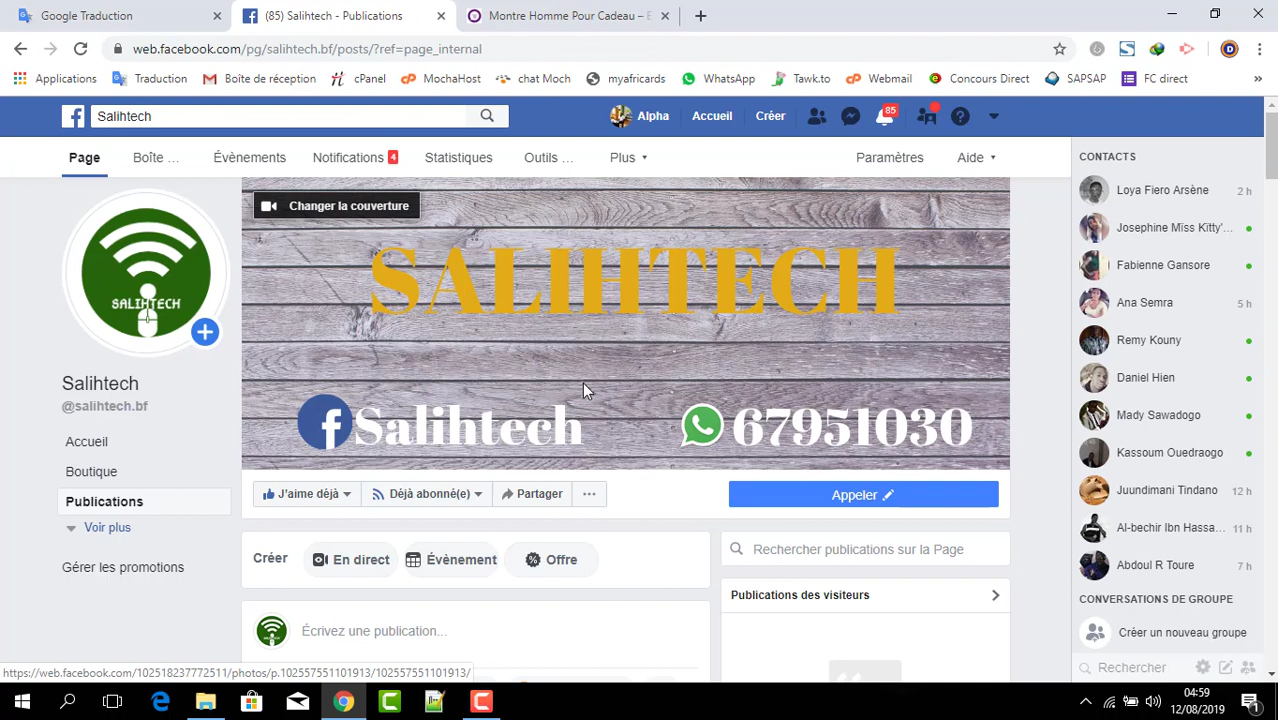 Google Traduction
(85) Salihtech - Publications
Montre Homme Pour Cadeau – E
web.facebook.com/pg/salihtech.bf/posts/?ref=page_internal
Applications
Traduction
Boîte de réception
cPanel
MochaHost
chat Moch
myafricards
WhatsApp
Tawk.to
Webmail
Concours Direct
SAPSAP
FC direct
Salihtech
Alpha
Accueil
Créer
85
Page
Boîte …
Évènements
Notifications 4
Statistiques
Outils …
Plus
Paramètres
Aide
Changer la couverture
SALIHTECH
Salihtech
67951030
SALIHTECH
Salihtech
@salihtech.bf
Accueil
Boutique
Publications
Voir plus
Gérer les promotions
J'aime déjà
Déjà abonné(e)
Partager
Appeler
Créer
En direct
Évènement
Offre
Écrivez une publication...
Rechercher publications sur la Page
Publications des visiteurs
CONTACTS
Loya Fiero Arsène 2 h
Josephine Mïss Kïtty'...
Fabienne Gansore
Ana Semra 5 h
Remy Kouny
Daniel Hien
Mady Sawadogo
Kassoum Ouedraogo
Juundimani Tindano 12 h
Al-bechir Ibn Hassa... 11 h
Abdoul R Toure 7 h
CONVERSATIONS DE GROUPE
Créer un nouveau groupe
Rechercher
https://web.facebook.com/102518237772511/photos/p.102557551101913/102557551101913/
04:59
12/08/2019
1